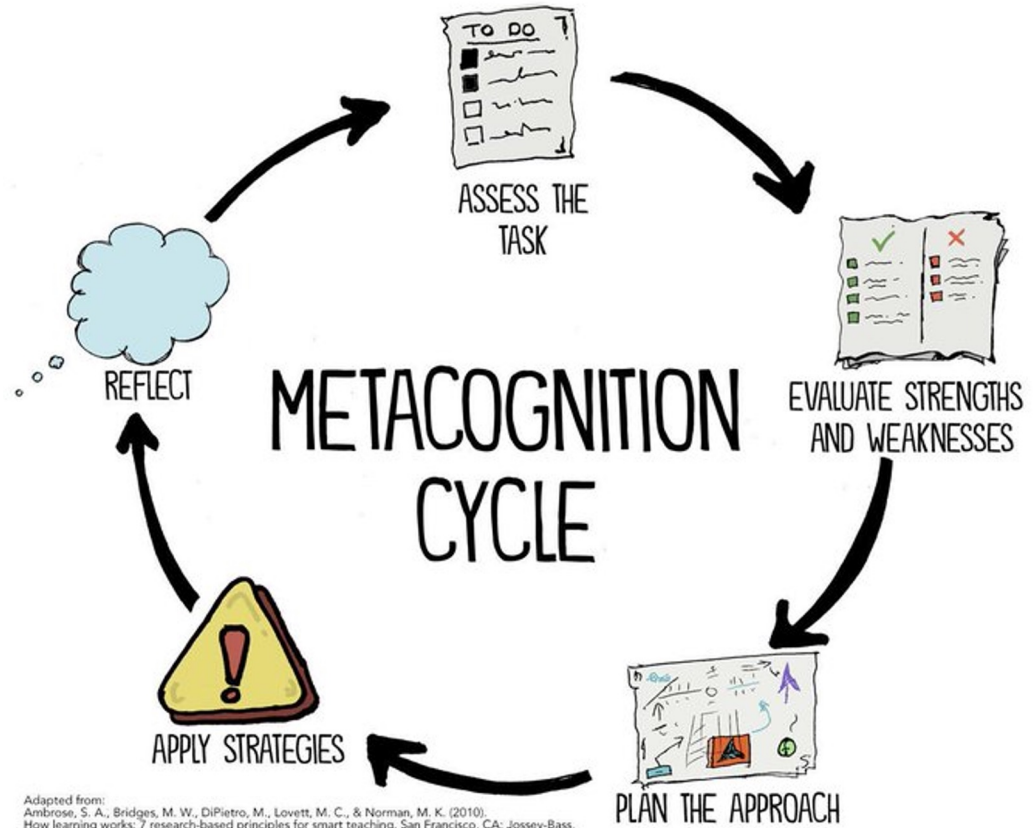 TO DO
ASSESS THE
TASK
EVALUATE STRENGTHS
AND WEAKNESSES
METACOGNITION
CYCLE
REFLECT
APPLY STRATEGIES
PLAN THE APPROACH
Adapted from:
Ambrose, S. A., Bridges, M. W., DiPietro, M., Lovett, M. C., & Norman, M. K. (2010).
How learning works: 7 research-based principles for smart teaching. San Francisco, CA: Jossey-Bass.